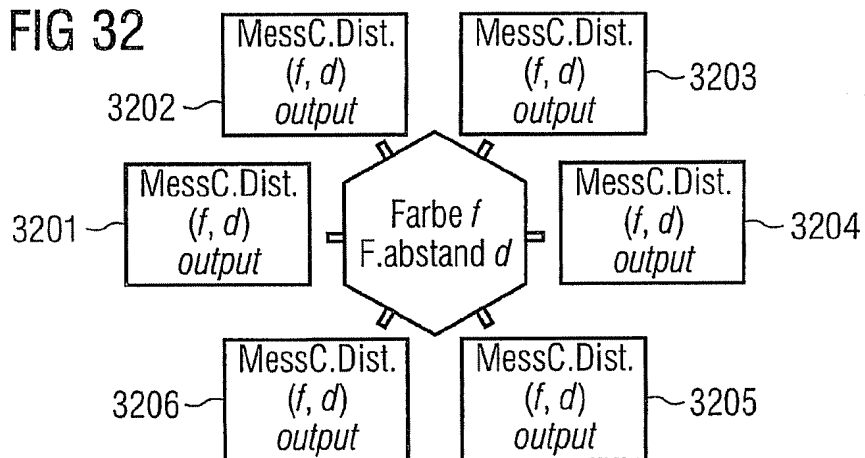 FIG 32
MessC.Dist.
(f, d)
output
3202
MessC.Dist.
(f, d)
output
3203
MessC.Dist.
(f, d)
output
3201
Farbe f
F.abstand d
MessC.Dist.
(f, d)
output
3204
MessC.Dist.
(f, d)
output
3206
MessC.Dist.
(f, d)
output
3205